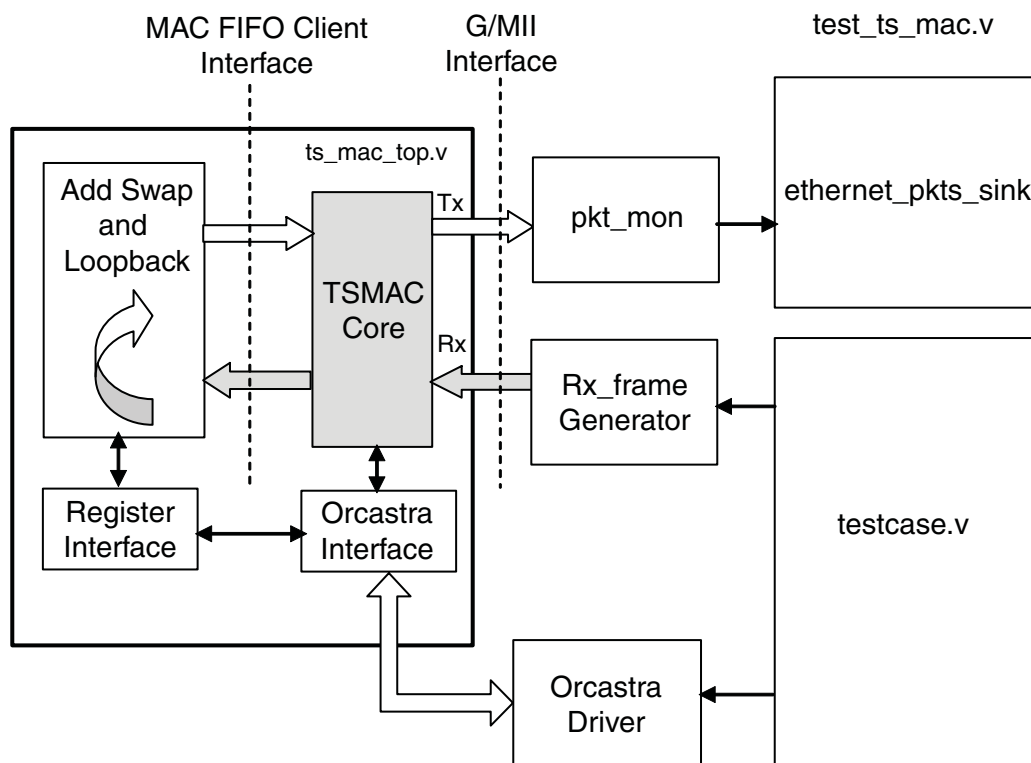 MAC FIFO Client
Interface
G/MII
Interface
test_ts_mac.v
ts_mac_top.v
Add Swap
and
Loopback
Tx
TSMAC
Core
Rx
pkt_mon
ethernet_pkts_sink
Rx_frame
Generator
Register
Interface
Orcastra
Interface
testcase.v
Orcastra
Driver